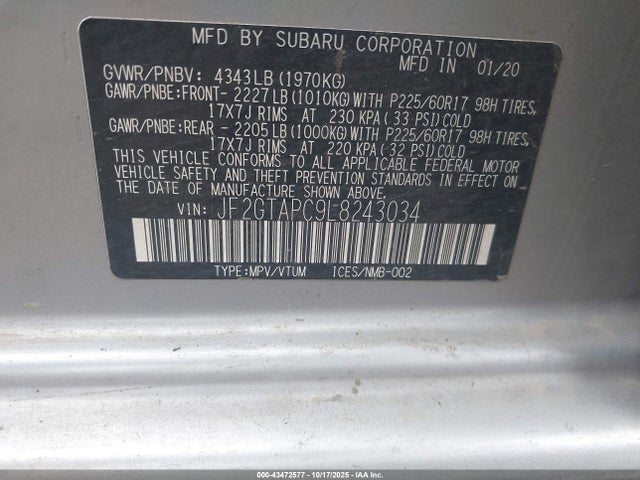 MFD BY SUBARU CORPORATION
MFD IN 01/20
GVWR/PNBV: 4343LB (1970KG)
GAWR/PNBE:FRONT- 2227LB(1010KG)WITH P225/60R17 98H TIRES,
17X7J RIMS AT 230 KPA( 33 PSI)COLD
GAWR/PNBE:REAR - 2205LB(1000KG)WITH P225/60R17 98H TIRES,
17X7J RIMS AT 220 KPA( 32 PSI)COLD
THIS VEHICLE CONFORMS TO ALL APPLICABLE FEDERAL MOTOR
VEHICLE SAFETY AND THEFT PREVENTION STANDARDS IN EFFECT ON
THE DATE OF MANUFACTURE SHOWN ABOVE.
VIN: JF2GTAPC9L8243034
TYPE:MPV/VTUM ICES/NMB-002
000-43472577 - 10/17/2025 - IAA Corp.